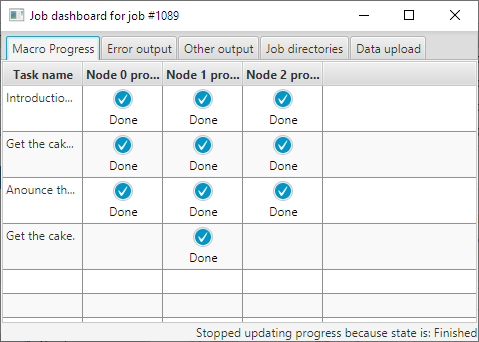 Job dashboard for job #1089
Macro Progress Error output Other output Job directories Data upload
Task name Node 0 pro... Node 1 pro... Node 2 pro...
Introductio...
Done Done Done
Get the cak...
Done Done Done
Anounce th...
Done Done Done
Get the cake.
Done
Stopped updating progress because state is: Finished